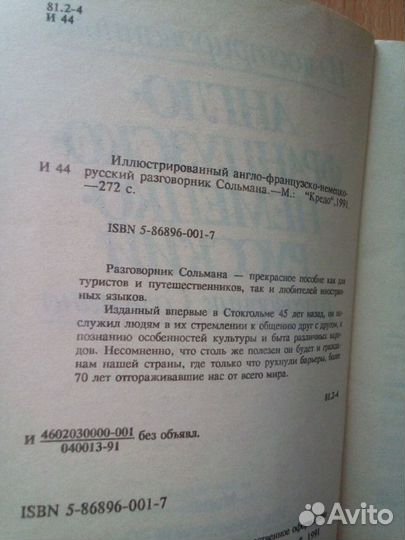 81.2-4
И 44
И 44
Иллюстрированный англо-французско-немецко-
русский разговорник Сольмана.—М.: "Кредо".1991.
—272 с.
ISBN 5-86896-001-7
Разговорник Сольмана — прекрасное пособие как для
туристов и путешественников, так и любителей иностран-
ных языков.
Изданный впервые в Стокгольме 45 лет назад, он по-
служил людям в их стремлении к общению друг с другом, к
познанию особенностей культуры и быта различных наро-
дов. Несомненно, что столь же полезен он будет и гражда-
нам нашей страны, где только что рухнули барьеры, более
70 лет отгораживавшие нас от всего мира.
81.2-4
И 4602030000-001 без объявл.
040013-91
ISBN 5-86896-001-7
1991
Avito